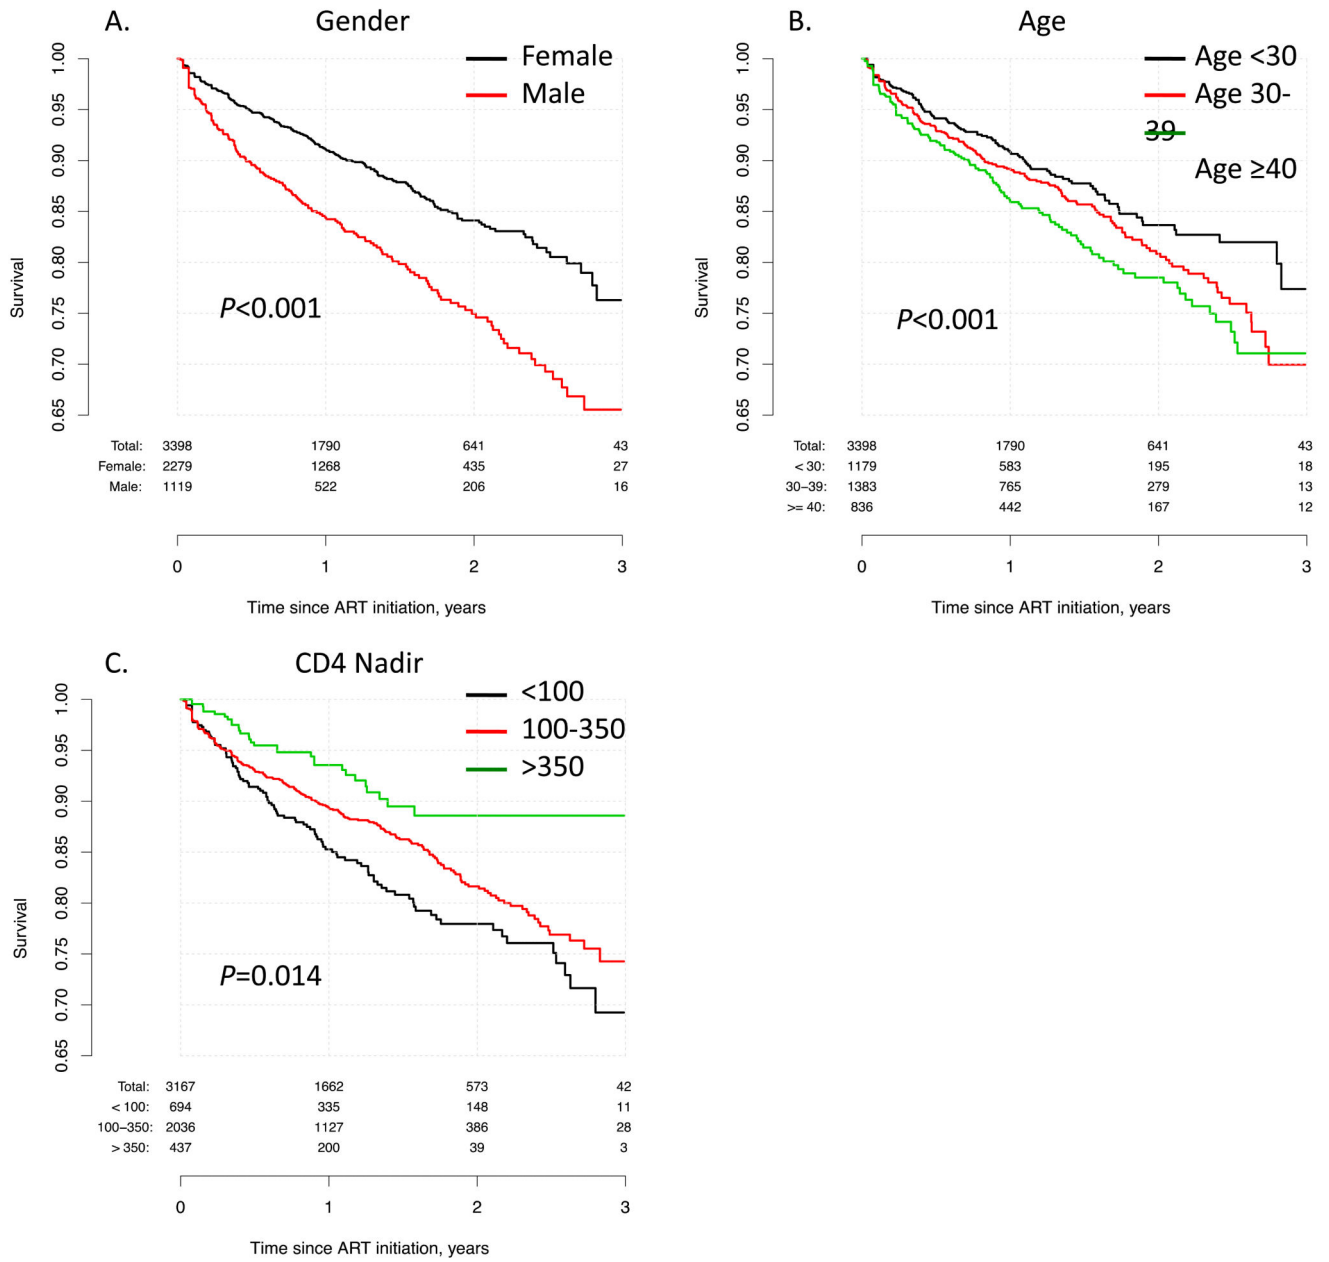 A.
Gender
Female
Male
1.00
0.95
0.90
0.85
0.80
0.75
0.70
0.65
Survival
P<0.001
Total: 3398 1790 641 43
Female: 2279 1268 435 27
Male: 1119 522 206 16
0 1 2 3
Time since ART initiation, years
B.
Age
Age <30
Age 30-
39
Age ≥40
1.00
0.95
0.90
0.85
0.80
0.75
0.70
0.65
Survival
P<0.001
Total: 3398 1790 641 43
< 30: 1179 583 195 18
30–39: 1383 765 279 13
>= 40: 836 442 167 12
0 1 2 3
Time since ART initiation, years
C.
CD4 Nadir
<100
100-350
>350
1.00
0.95
0.90
0.85
0.80
0.75
0.70
0.65
Survival
P=0.014
Total: 3167 1662 573 42
< 100: 694 335 148 11
100–350: 2036 1127 386 28
> 350: 437 200 39 3
0 1 2 3
Time since ART initiation, years